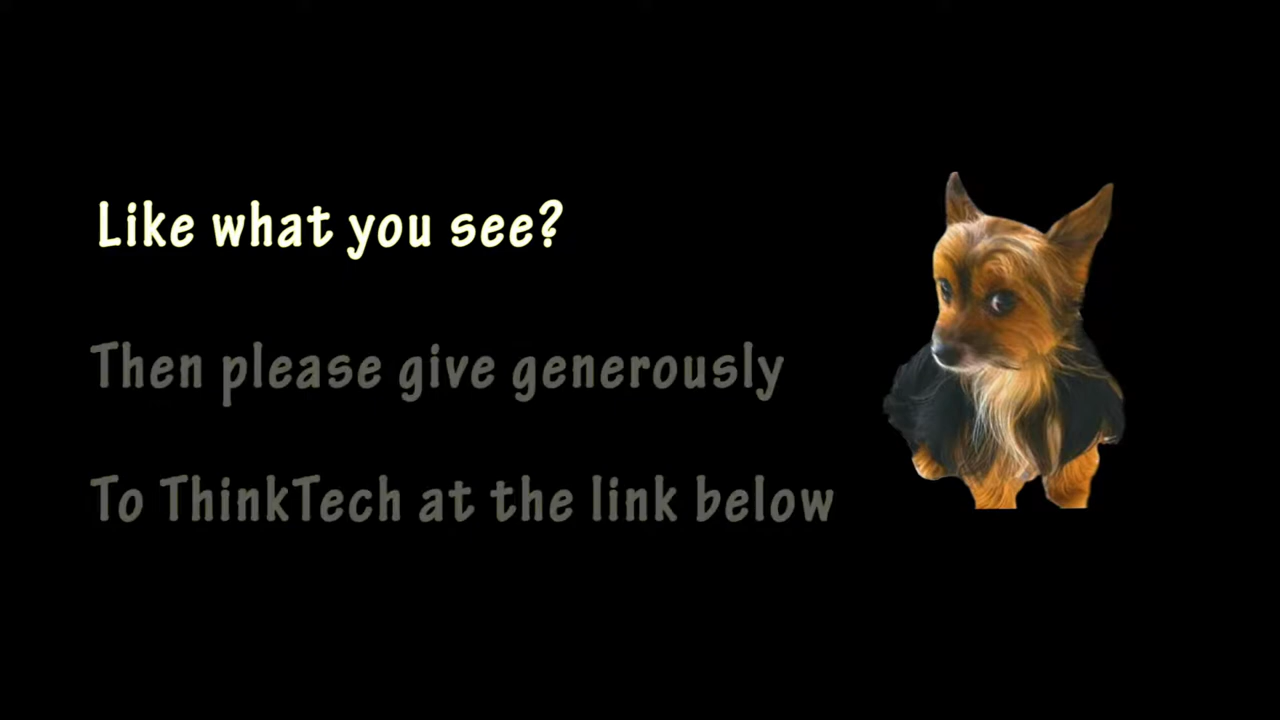 Like what you see?
Then please give generously
To ThinkTech at the link below